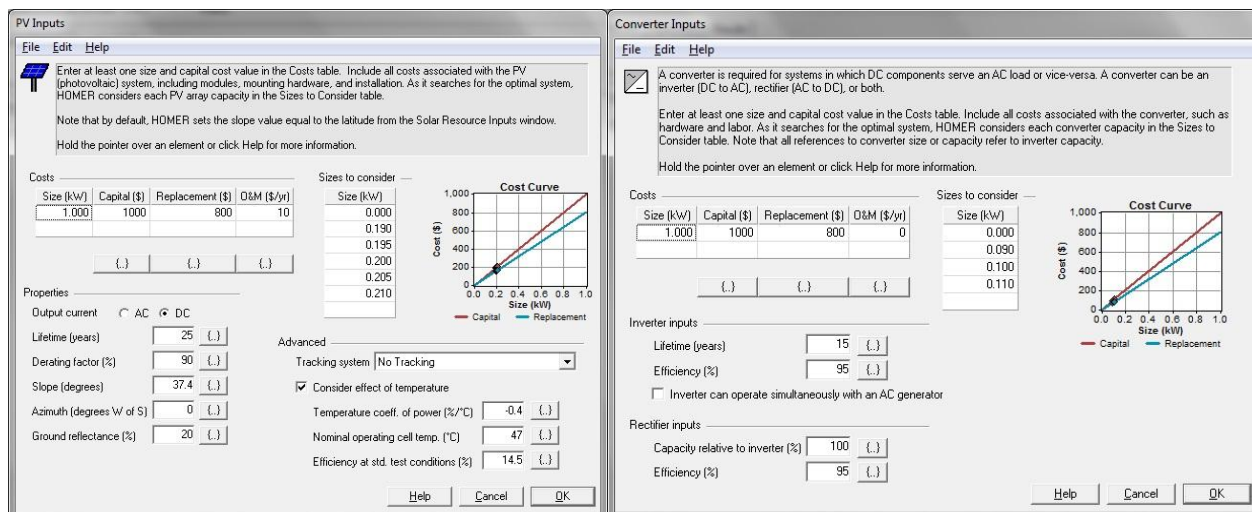 PV Inputs
File Edit Help
Enter at least one size and capital cost value in the Costs table. Include all costs associated with the PV
(photovoltaic) system, including modules, mounting hardware, and installation. As it searches for the optimal system,
HOMER considers each PV array capacity in the Sizes to Consider table.
Note that by default, HOMER sets the slope value equal to the latitude from the Solar Resource Inputs window.
Hold the pointer over an element or click Help for more information.
Costs
Size (kW) Capital ($) Replacement ($) O&M ($/yr)
1.000 1000 800 10
{..} {..} {..}
Sizes to consider
Size (kW)
0.000
0.190
0.195
0.200
0.205
0.210
Cost Curve
1,000
800
600
400
200
0
Cost ($)
0.0 0.2 0.4 0.6 0.8 1.0
Size (kW)
Capital Replacement
Properties
Output current AC DC
Lifetime (years) 25 {..}
Derating factor (%) 90 {..}
Slope (degrees) 37.4 {..}
Azimuth (degrees W of S) 0 {..}
Ground reflectance (%) 20 {..}
Advanced
Tracking system No Tracking
Consider effect of temperature
Temperature coeff. of power (%/°C) -0.4 {..}
Nominal operating cell temp. (°C) 47 {..}
Efficiency at std. test conditions (%) 14.5 {..}
Help Cancel OK
Converter Inputs
File Edit Help
A converter is required for systems in which DC components serve an AC load or vice-versa. A converter can be an
inverter (DC to AC), rectifier (AC to DC), or both.
Enter at least one size and capital cost value in the Costs table. Include all costs associated with the converter, such as
hardware and labor. As it searches for the optimal system, HOMER considers each converter capacity in the Sizes to
Consider table. Note that all references to converter size or capacity refer to inverter capacity.
Hold the pointer over an element or click Help for more information.
Costs
Size (kW) Capital ($) Replacement ($) O&M ($/yr)
1.000 1000 800 0
{..} {..} {..}
Sizes to consider
Size (kW)
0.000
0.090
0.100
0.110
Cost Curve
1,000
800
600
400
200
0
Cost ($)
0.0 0.2 0.4 0.6 0.8 1.0
Size (kW)
Capital Replacement
Inverter inputs
Lifetime (years) 15 {..}
Efficiency (%) 95 {..}
Inverter can operate simultaneously with an AC generator
Rectifier inputs
Capacity relative to inverter (%) 100 {..}
Efficiency (%) 95 {..}
Help Cancel OK